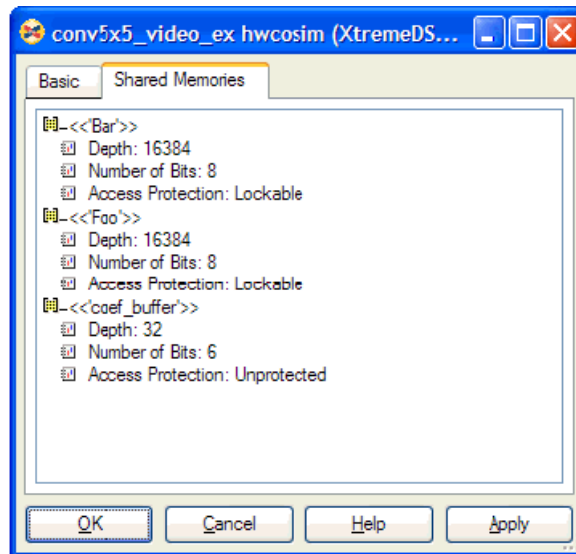 conv5x5_video_ex hwcosim (XtremeDS...
Basic Shared Memories
<<'Bar'>>
Depth: 16384
Number of Bits: 8
Access Protection: Lockable
<<'Foo'>>
Depth: 16384
Number of Bits: 8
Access Protection: Lockable
<<'coef_buffer'>>
Depth: 32
Number of Bits: 6
Access Protection: Unprotected
OK Cancel Help Apply